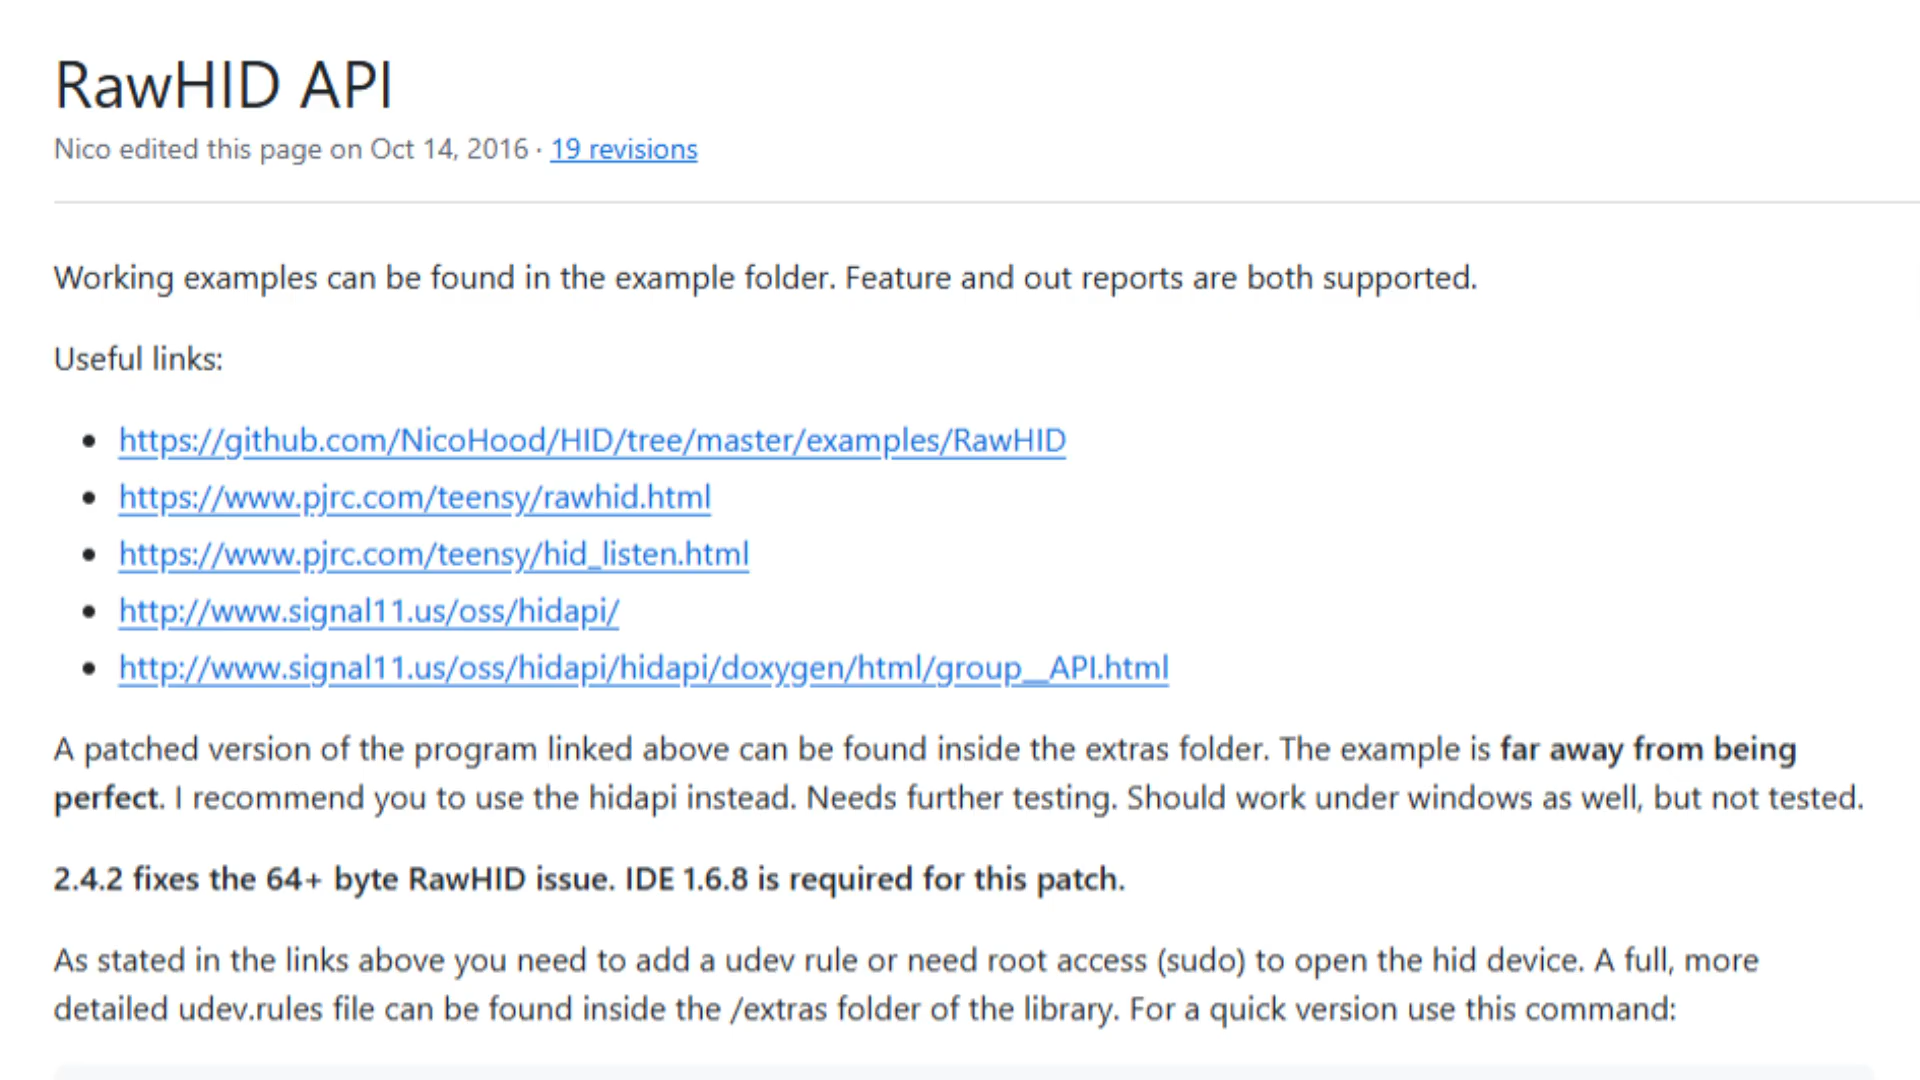 RawHID API
Nico edited this page on Oct 14, 2016 · 19 revisions
Working examples can be found in the example folder. Feature and out reports are both supported.
Useful links:
• https://github.com/NicoHood/HID/tree/master/examples/RawHID
• https://www.pjrc.com/teensy/rawhid.html
• https://www.pjrc.com/teensy/hid_listen.html
• http://www.signal11.us/oss/hidapi/
• http://www.signal11.us/oss/hidapi/hidapi/doxygen/html/group__API.html
A patched version of the program linked above can be found inside the extras folder. The example is far away from being
perfect. I recommend you to use the hidapi instead. Needs further testing. Should work under windows as well, but not tested.
2.4.2 fixes the 64+ byte RawHID issue. IDE 1.6.8 is required for this patch.
As stated in the links above you need to add a udev rule or need root access (sudo) to open the hid device. A full, more
detailed udev.rules file can be found inside the /extras folder of the library. For a quick version use this command: